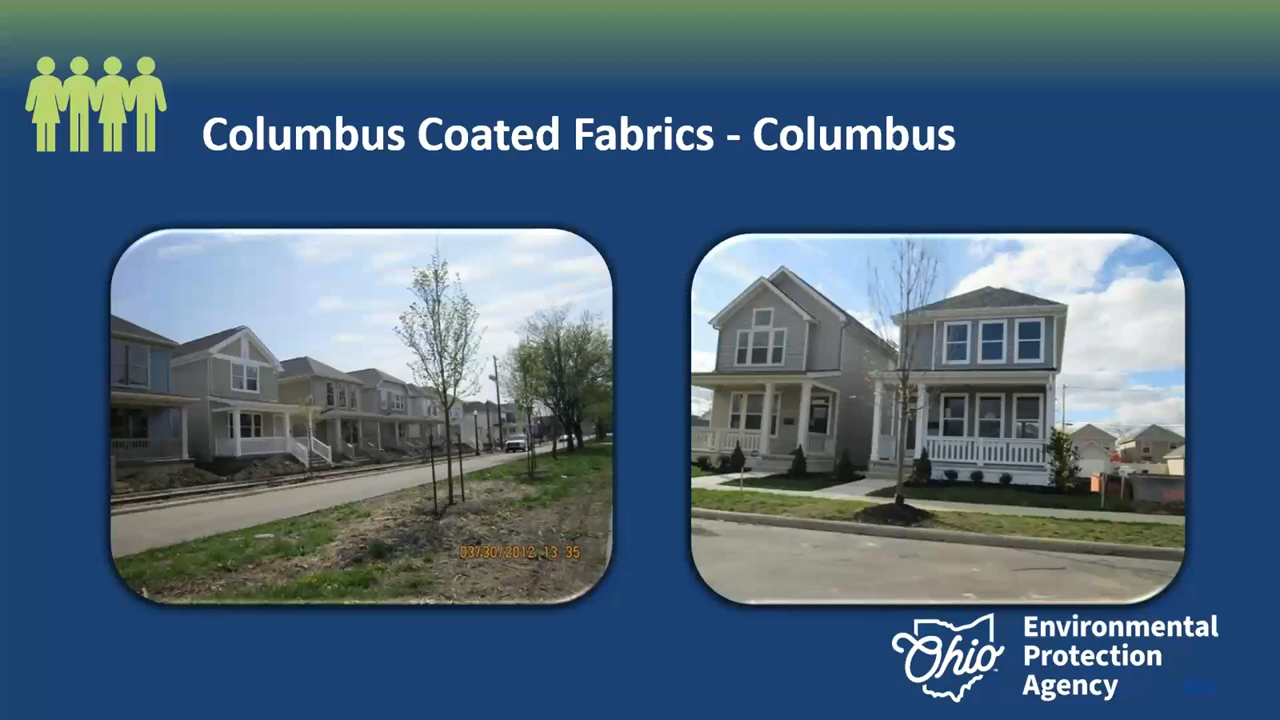 Columbus Coated Fabrics - Columbus
03/30/2012 13 35
Ohio
Environmental
Protection
Agency